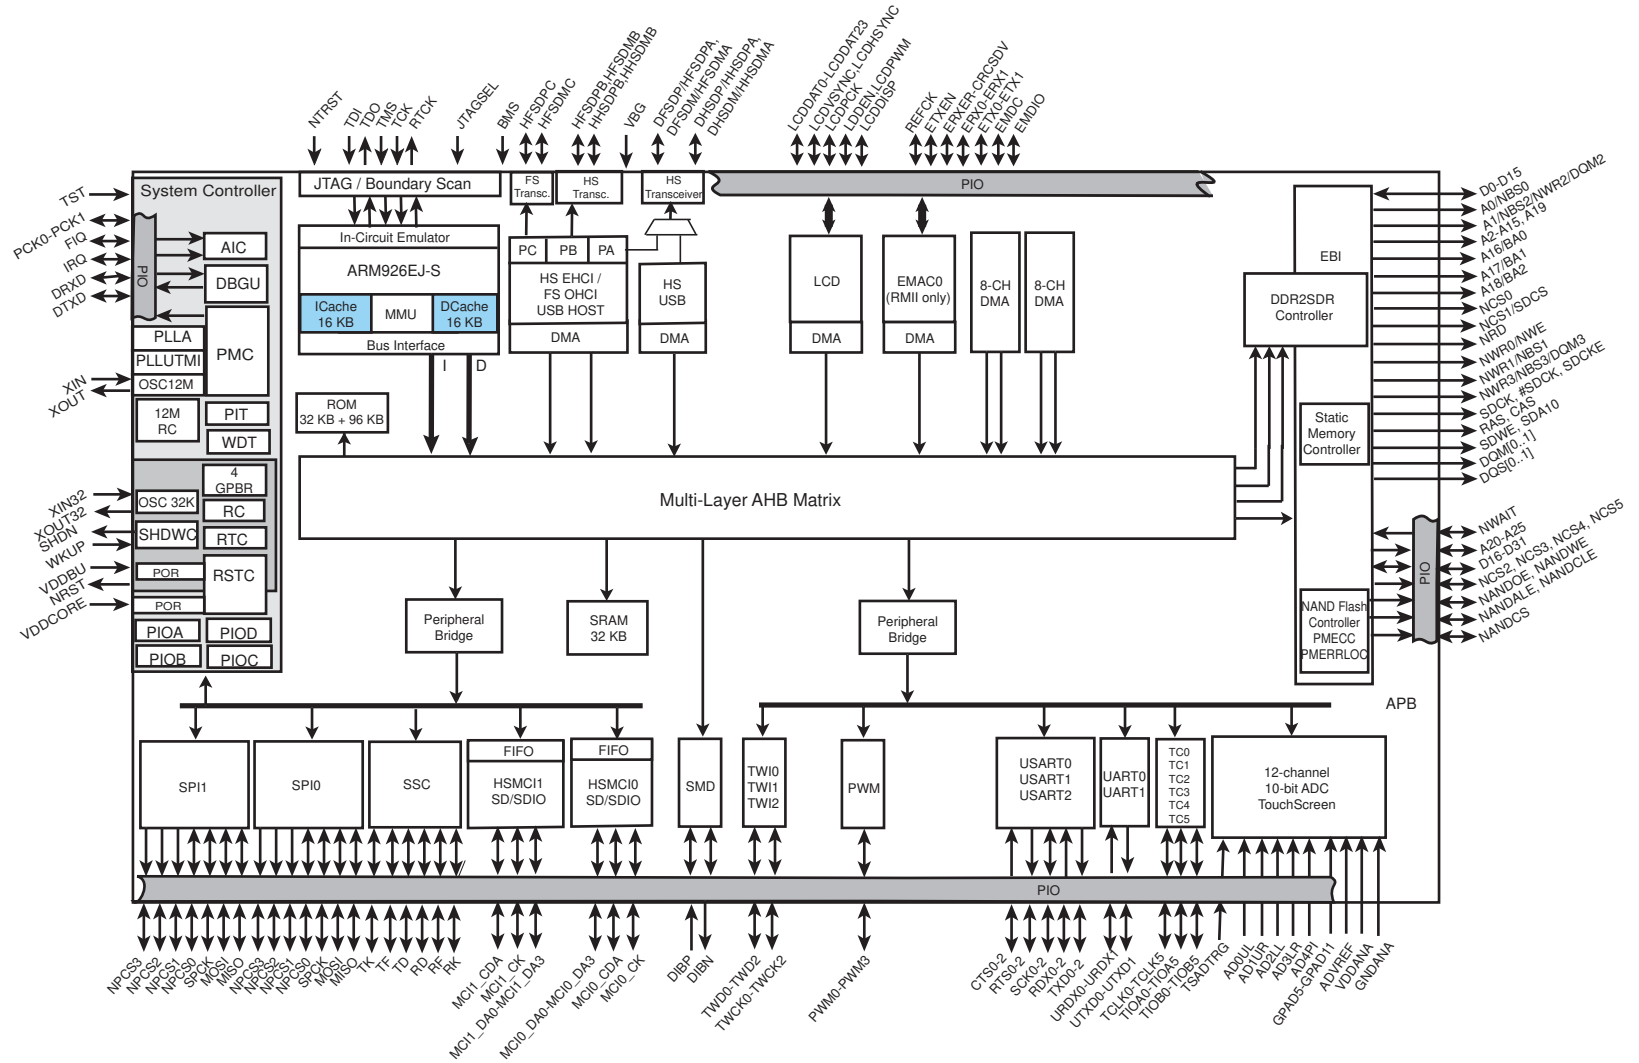 NTRST
TDI
TDO
TMS
TCK
RTCK
JTAGSEL
BMS
HFSDPC
HFSDMC
HFSDPB,HFSDMB
HHSDPB,HHSDMB
VBG
DFSDP/HFSDPA,
DFSDM/HFSDMA
DHSDP/HHSDPA,
DHSDM/HHSDMA
LCDDAT0-LCDDAT23
LCDVSYNC,LCDHSYNC
LCDPCK
LDDEN,LCDPWM
LCDDISP
REFCK
ETXEN
ERXER-CRCSDV
ERX0-ERX1
ETX0-ETX1
EMDC
EMDIO
TST
PCK0-PCK1
FIQ
IRQ
DRXD
DTXD
XIN
XOUT
XIN32
XOUT32
SHDN
WKUP
VDDBU
NRST
VDDCORE
System Controller
PIO
AIC
DBGU
PLLA
PLLUTMI
OSC12M
PMC
12M
RC
PIT
WDT
4
GPBR
OSC 32K
RC
SHDWC
RTC
POR
RSTC
POR
PIOA
PIOD
PIOB
PIOC
JTAG / Boundary Scan
In-Circuit Emulator
ARM926EJ-S
ICache
16 KB
MMU
DCache
16 KB
Bus Interface
I
D
ROM
32 KB + 96 KB
FS
Transc.
HS
Transc.
HS
Transceiver
PC
PB
PA
HS EHCI /
FS OHCI
USB HOST
DMA
HS
USB
DMA
PIO
LCD
DMA
EMAC0
(RMII only)
DMA
8-CH
DMA
8-CH
DMA
EBI
DDR2SDR
Controller
Static
Memory
Controller
NAND Flash
Controller
PMECC
PMERRLOC
PIO
D0-D15
A0/NBS0
A1/NBS2/NWR2/DQM2
A2-A15, A19
A16/BA0
A17/BA1
A18/BA2
NCS0
NCS1/SDCS
NRD
NWR0/NWE
NWR1/NBS1
NWR3/NBS3/DQM3
SDCK, #SDCK, SDCKE
RAS, CAS
SDWE, SDA10
DQM[0..1]
DQS[0..1]
NWAIT
A20-A25
D16-D31
NCS2, NCS3, NCS4, NCS5
NANDOE, NANDWE
NANDALE, NANDCLE
NANDCS
Multi-Layer AHB Matrix
Peripheral
Bridge
SRAM
32 KB
Peripheral
Bridge
APB
SPI1
SPI0
SSC
FIFO
HSMCI1
SD/SDIO
FIFO
HSMCI0
SD/SDIO
SMD
TWI0
TWI1
TWI2
PWM
USART0
USART1
USART2
UART0
UART1
TC0
TC1
TC2
TC3
TC4
TC5
12-channel
10-bit ADC
TouchScreen
PIO
NPCS3
NPCS2
NPCS1
NPCS0
SPCK
MOSI
MISO
NPCS3
NPCS2
NPCS1
NPCS0
SPCK
MOSI
MISO
TK
TF
TD
RD
RF
RK
MCI1_CDA
MCI1_CK
MCI1_DA0-MCI1_DA3
MCI0_DA0-MCI0_DA3
MCI0_CDA
MCI0_CK
DIBP
DIBN
TWD0-TWD2
TWCK0-TWCK2
PWM0-PWM3
CTS0-2
RTS0-2
SCK0-2
RDX0-2
TXD0-2
URDX0-URDX1
UTXD0-UTXD1
TCLK0-TCLK5
TIOA0-TIOA5
TIOB0-TIOB5
TSADTRG
AD0UL
AD1UR
AD2LL
AD3LR
AD4PI
GPAD5-GPAD11
ADVREF
VDDANA
GNDANA